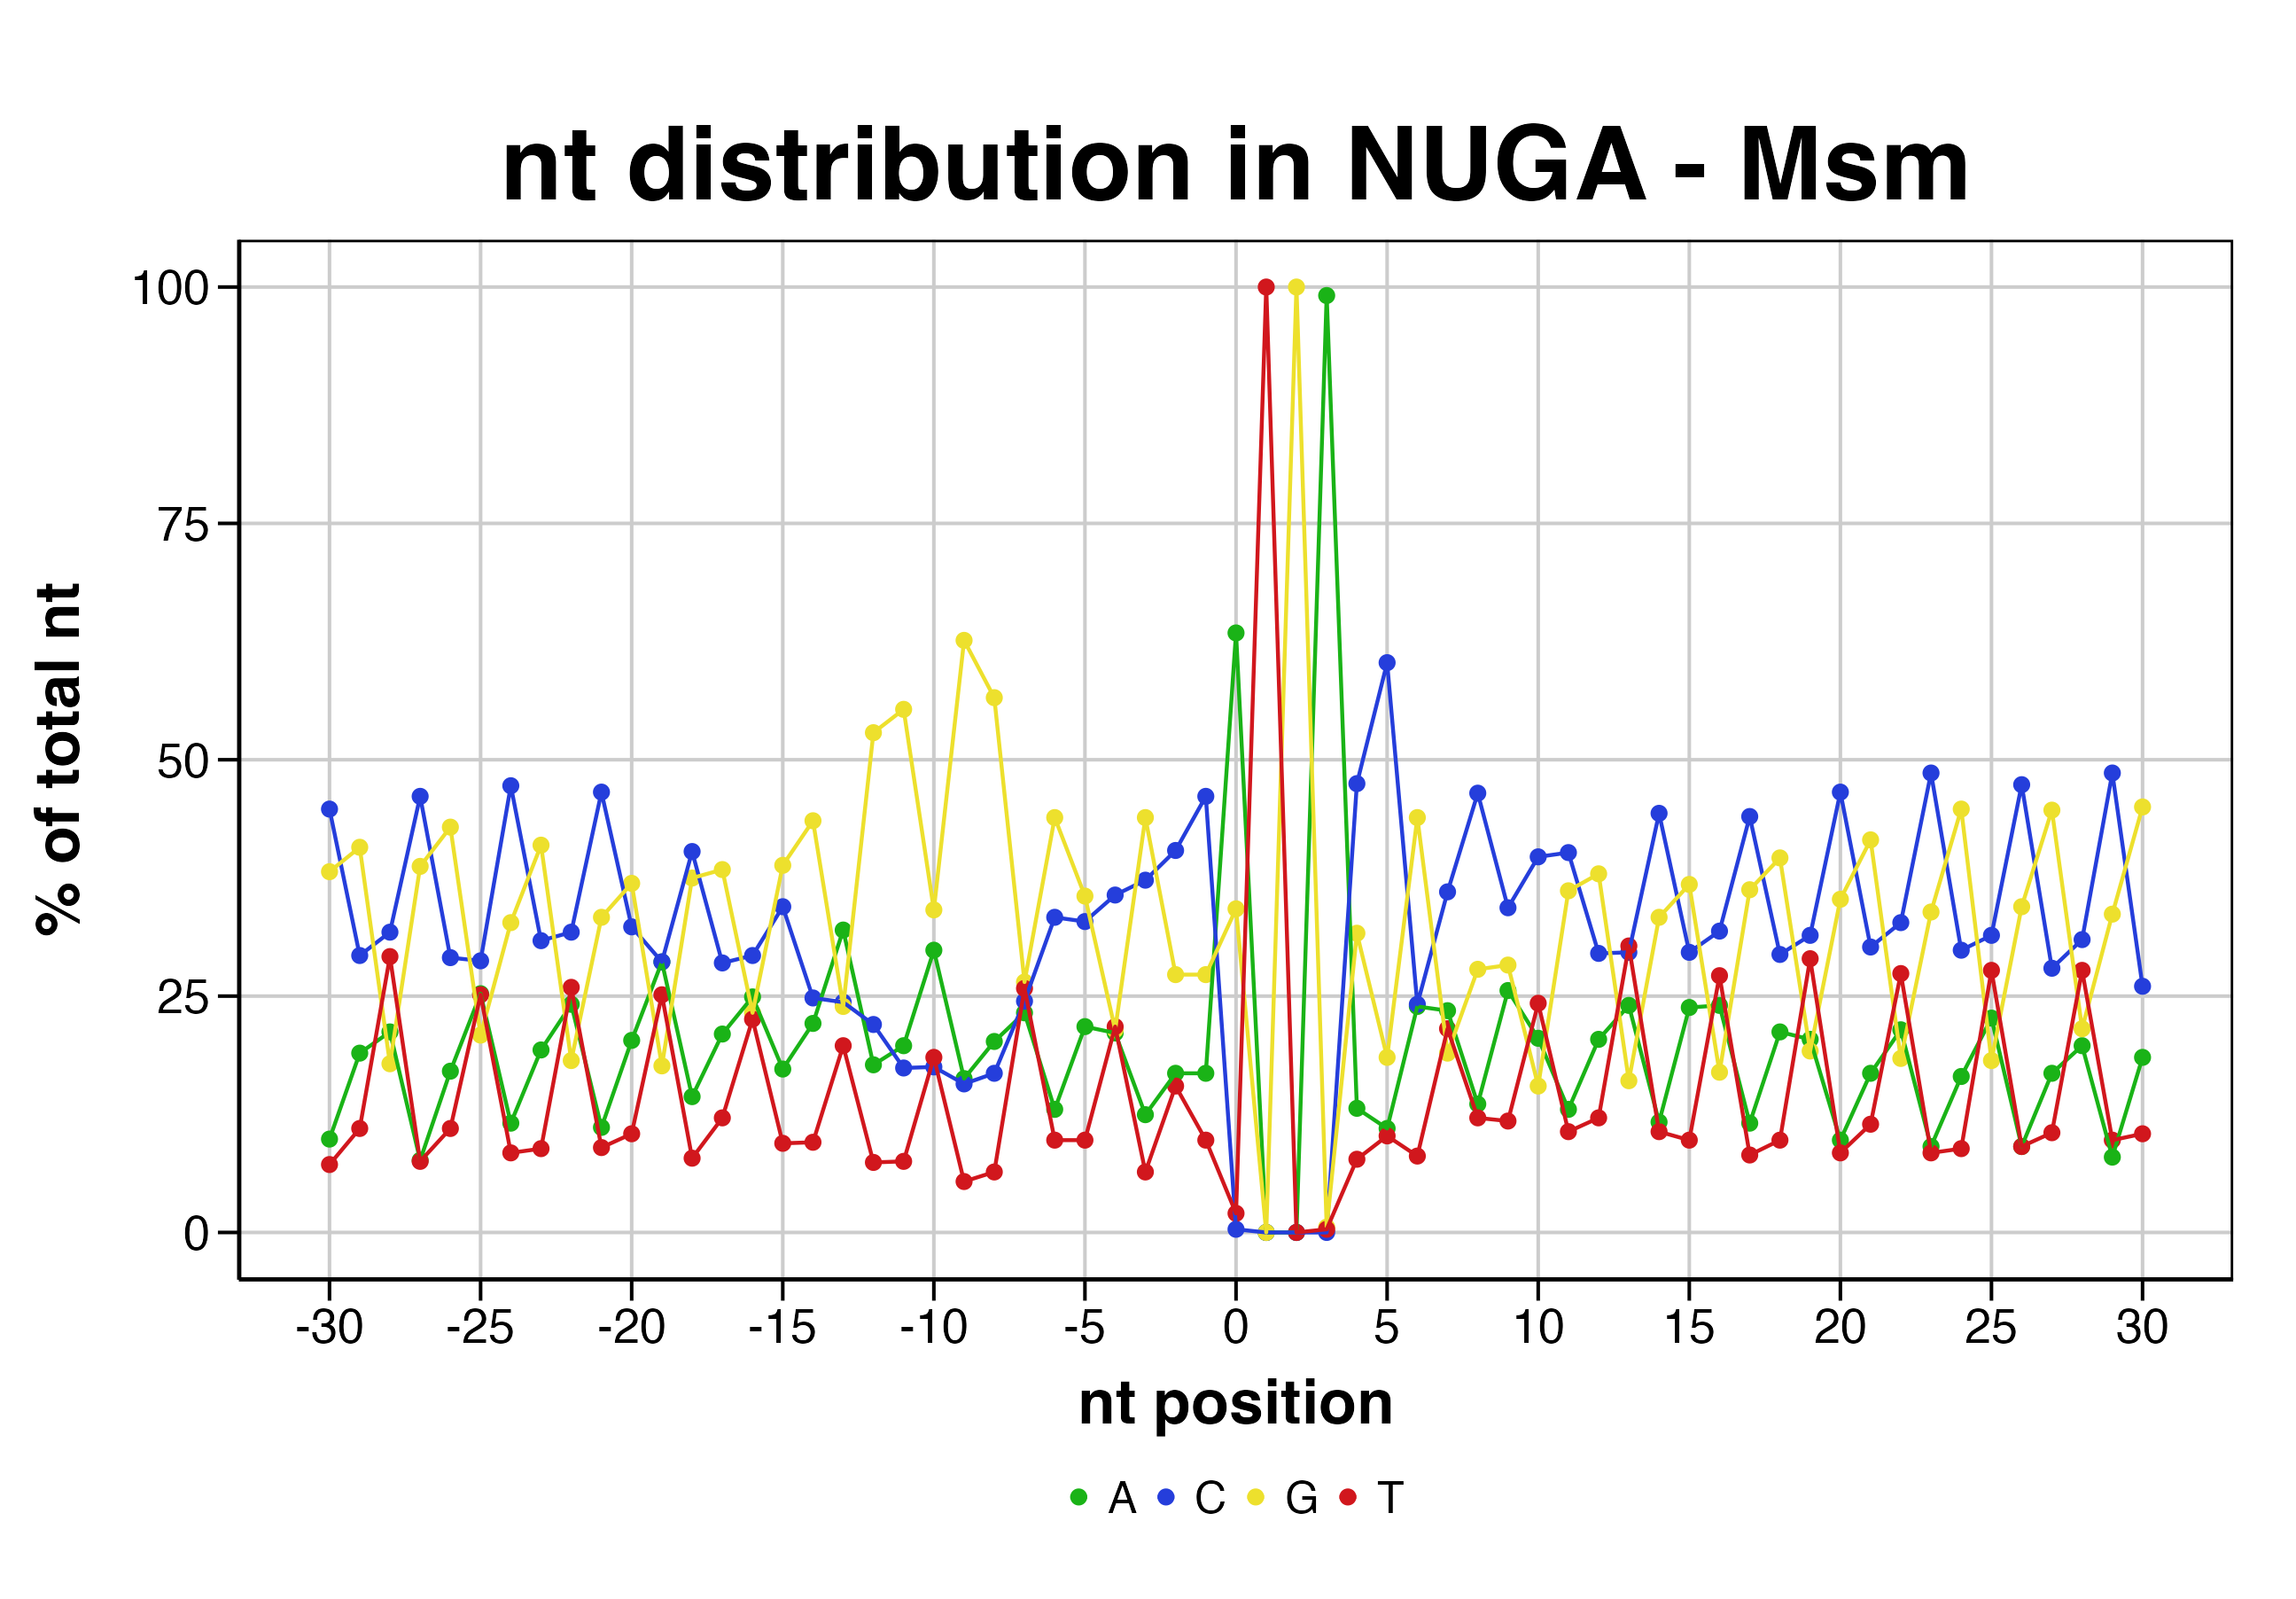 nt distribution in NUGA - Msm
% of total nt
100
75
50
25
0
-30 -25 -20 -15 -10 -5 0 5 10 15 20 25 30
nt position
A C G T